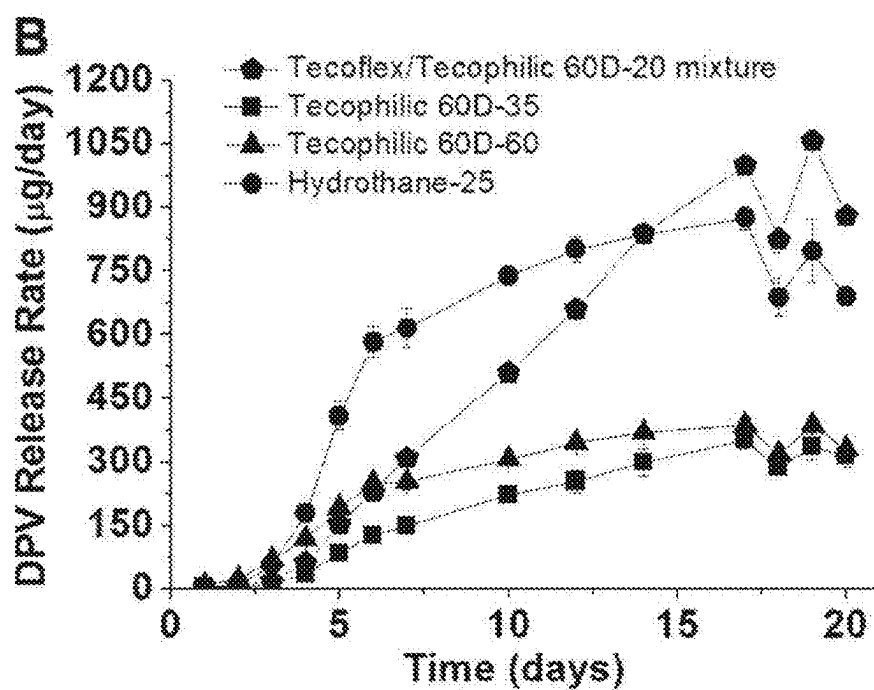 B
DPV Release Rate (µg/day)
1200
1050
900
750
600
450
300
150
0
Tecoflex/Tecophilic 60D-20 mixture
Tecophilic 60D-35
Tecophilic 60D-60
Hydrothane-25
0 5 10 15 20
Time (days)